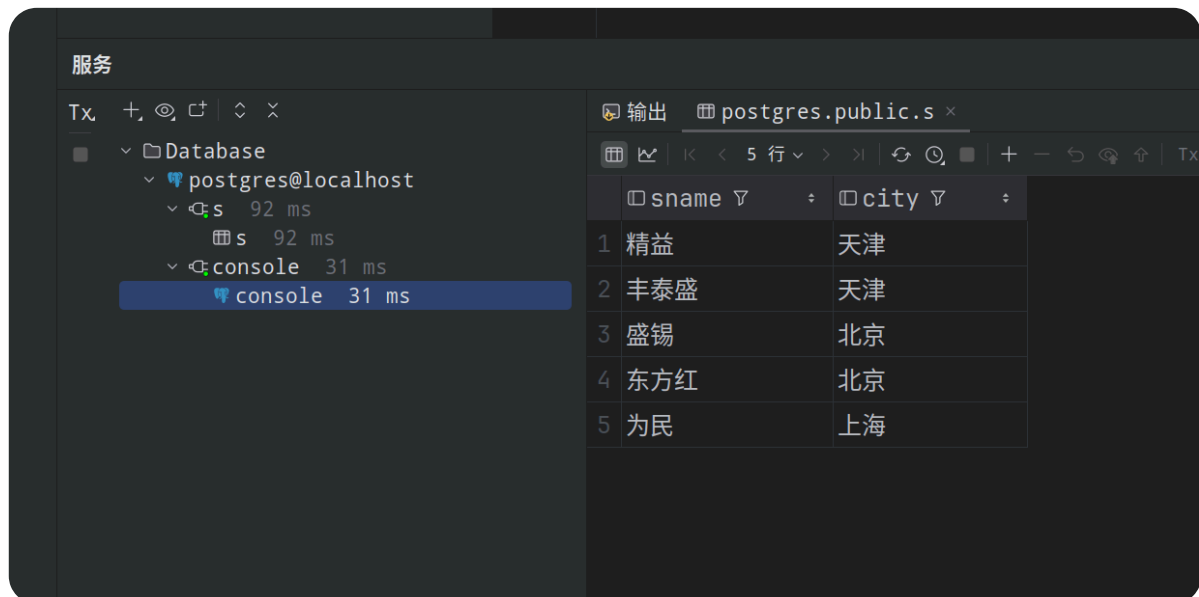 服务
Tx
输出 postgres.public.s
Database
5 行 Tx
postgres@localhost
sname city
s 92 ms
s 92 ms
console 31 ms
console 31 ms
1 精益 天津
2 丰泰盛 天津
3 盛锡 北京
4 东方红 北京
5 为民 上海